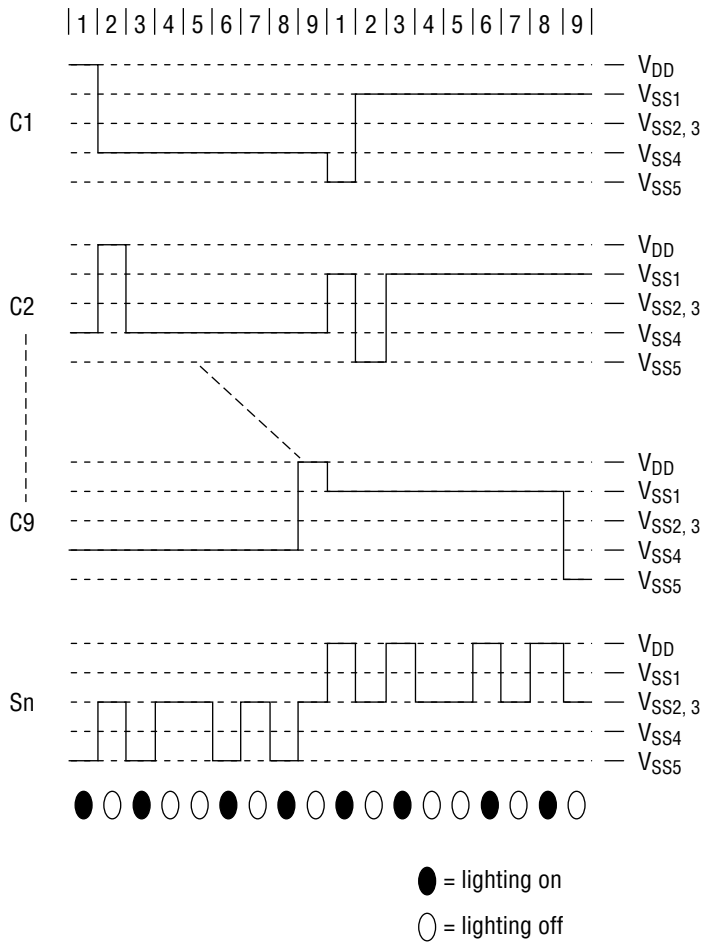 1 2 3 4 5 6 7 8 9 1 2 3 4 5 6 7 8 9
C1
VDD
VSS1
VSS2, 3
VSS4
VSS5
C2
VDD
VSS1
VSS2, 3
VSS4
VSS5
C9
VDD
VSS1
VSS2, 3
VSS4
VSS5
Sn
VDD
VSS1
VSS2, 3
VSS4
VSS5
= lighting on
= lighting off